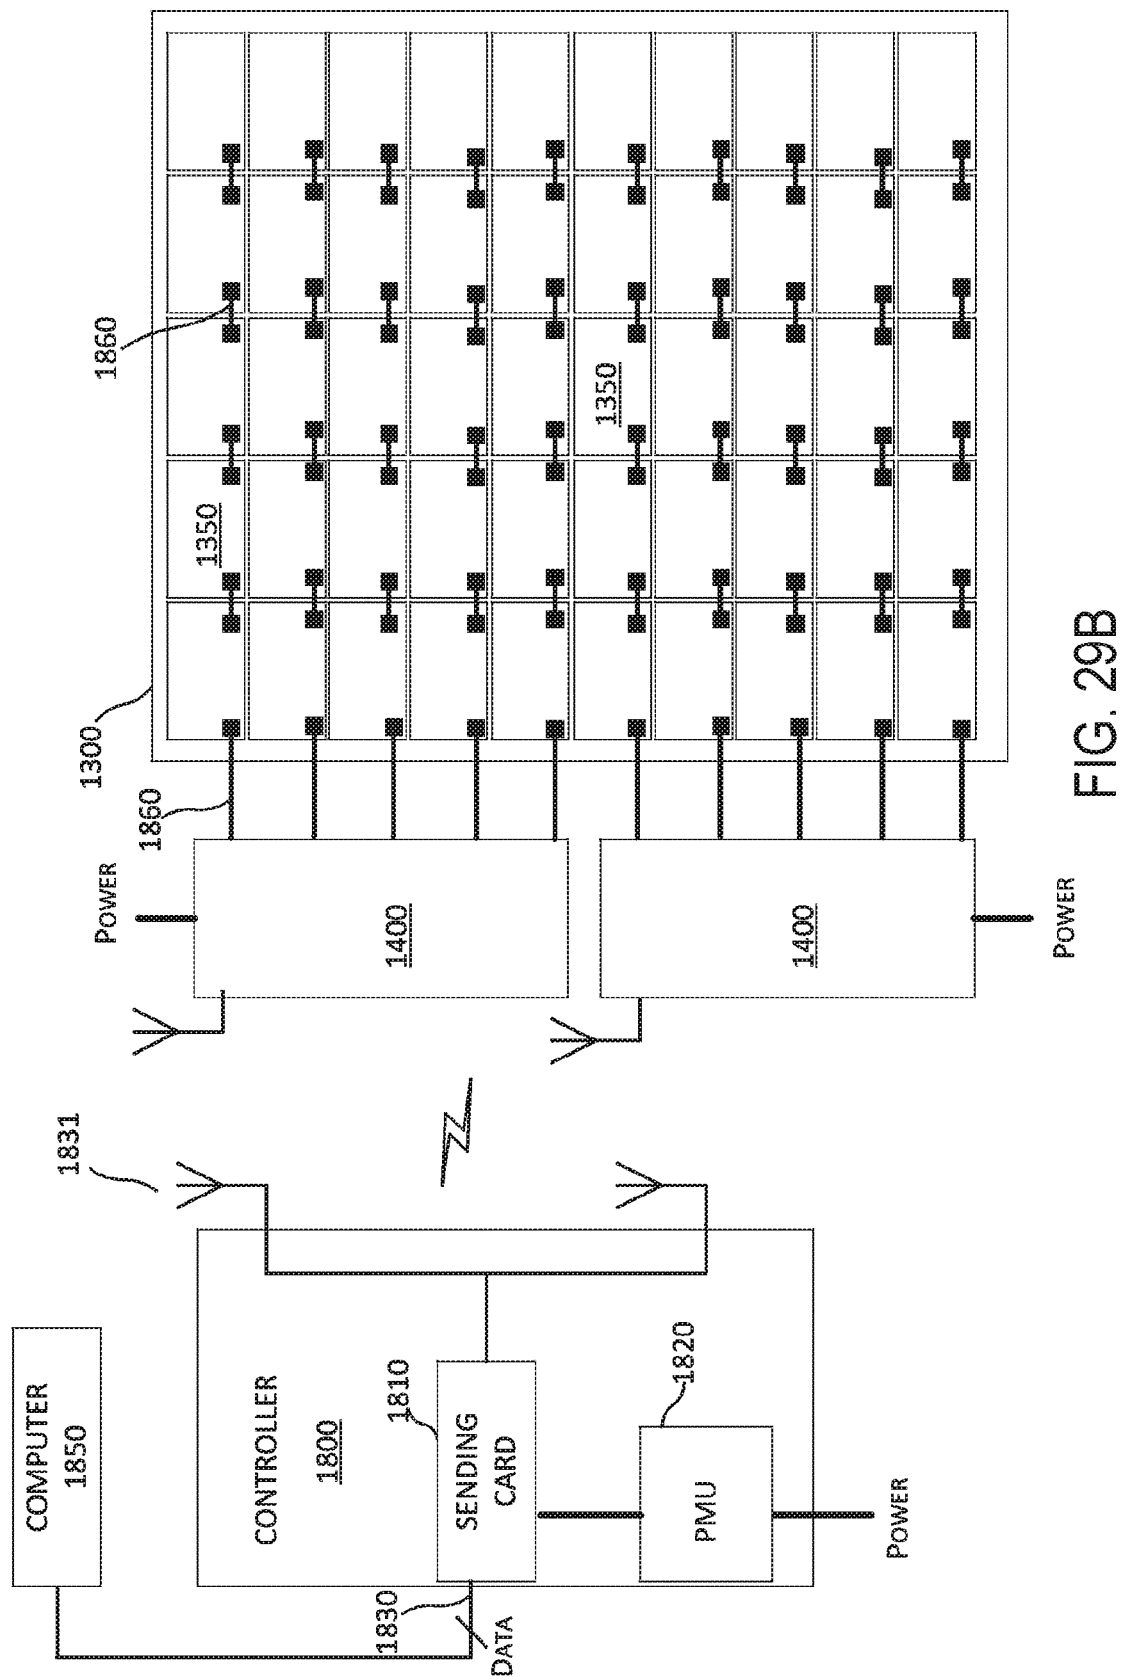 COMPUTER
1850
CONTROLLER
1800
SENDING
CARD
1810
1820
PMU
POWER
1830
DATA
1831
POWER
1400
1400
POWER
1860
1300
1350
1350
1860
FIG. 29B